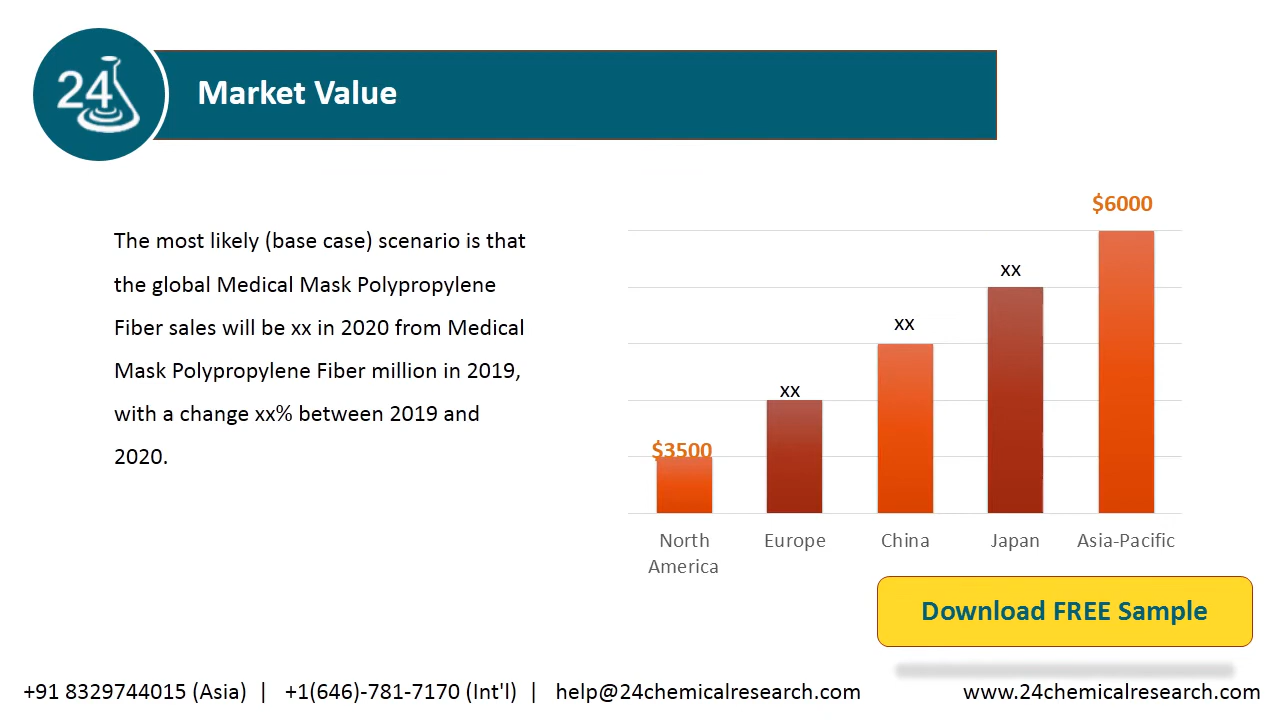 24
Market Value
The most likely (base case) scenario is that
the global Medical Mask Polypropylene
Fiber sales will be xx in 2020 from Medical
Mask Polypropylene Fiber million in 2019,
with a change xx% between 2019 and
2020.
$6000
xx
xx
xx
$3500
North
America
Europe
China
Japan
Asia-Pacific
Download FREE Sample
+91 8329744015 (Asia) | +1(646)-781-7170 (Int'l) | help@24chemicalresearch.com
www.24chemicalresearch.com